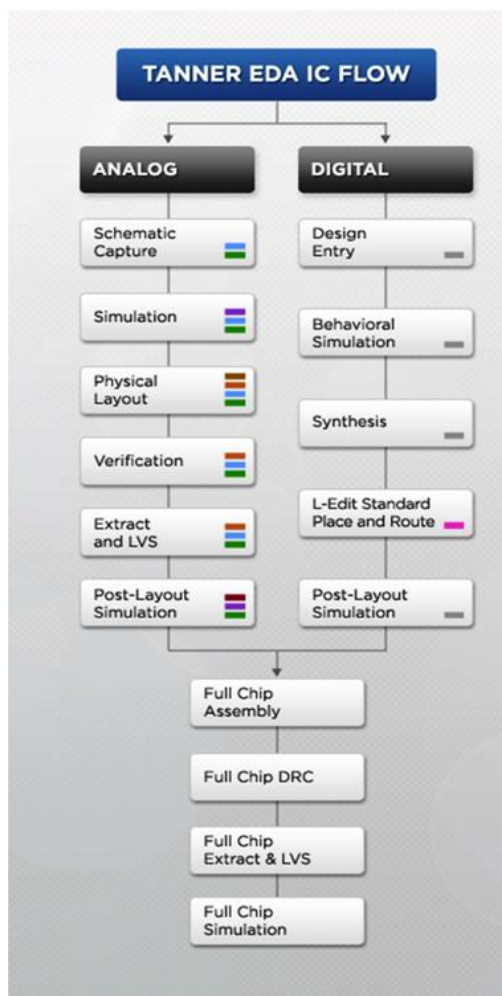 TANNER EDA IC FLOW
ANALOG
Schematic
Capture
Simulation
Physical
Layout
Verification
Extract
and LVS
Post-Layout
Simulation
DIGITAL
Design
Entry
Behavioral
Simulation
Synthesis
L-Edit Standard
Place and Route
Post-Layout
Simulation
Full Chip
Assembly
Full Chip DRC
Full Chip
Extract & LVS
Full Chip
Simulation